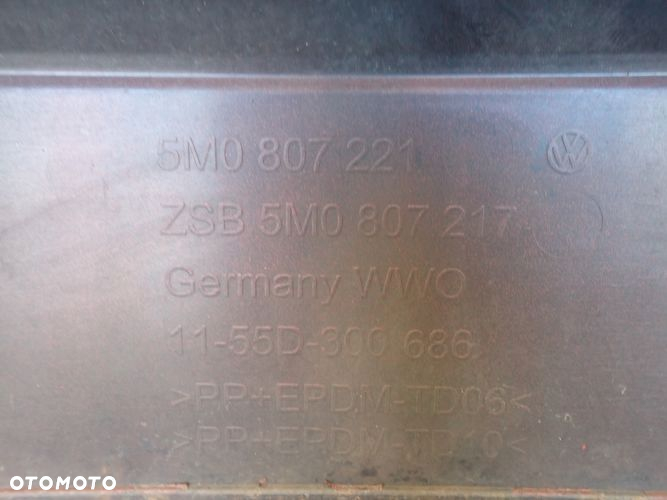 5M0 807 221
ZSB 5M0 807 217
Germany WWO
11-55D-300 686
>PP+EPDM-TD06<
OTOMOTO